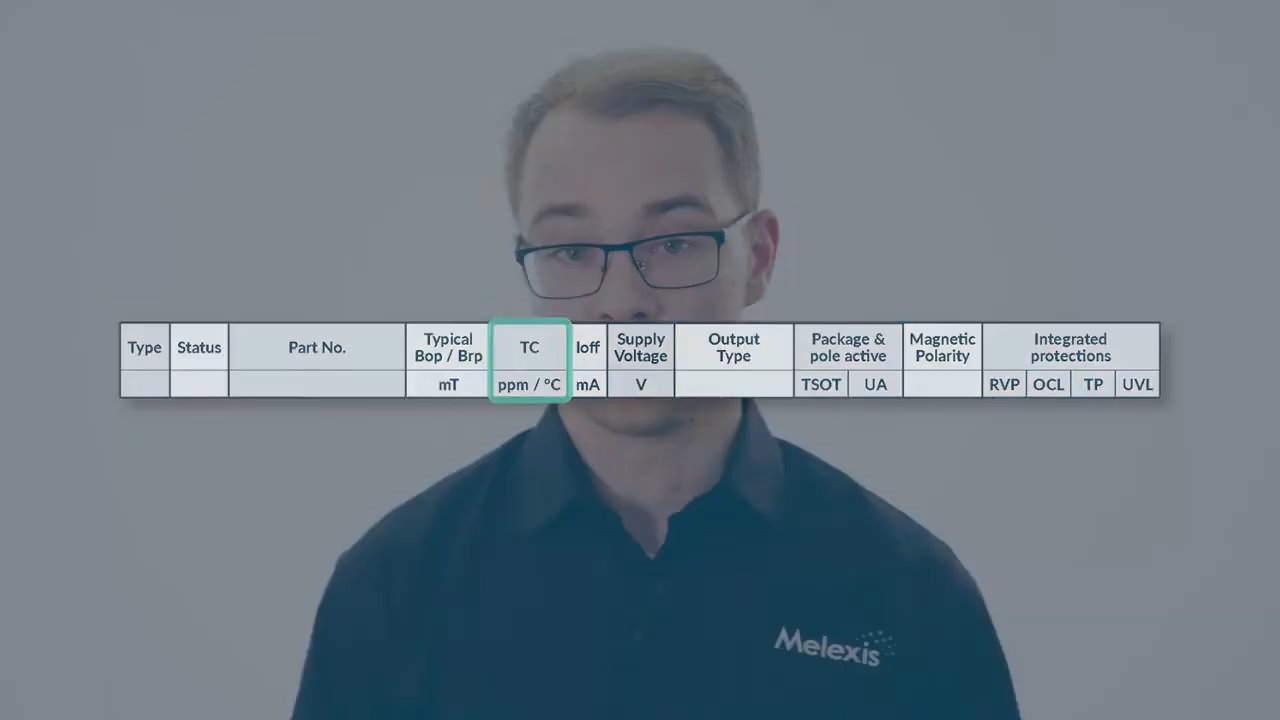 Type
Status
Part No.
Typical
Bop / Brp
mT
TC
ppm / °C
Ioff
mA
Supply
Voltage
V
Output
Type
Package &
pole active
TSOT
UA
Magnetic
Polarity
Integrated
protections
RVP
OCL
TP
UVL
Melexis